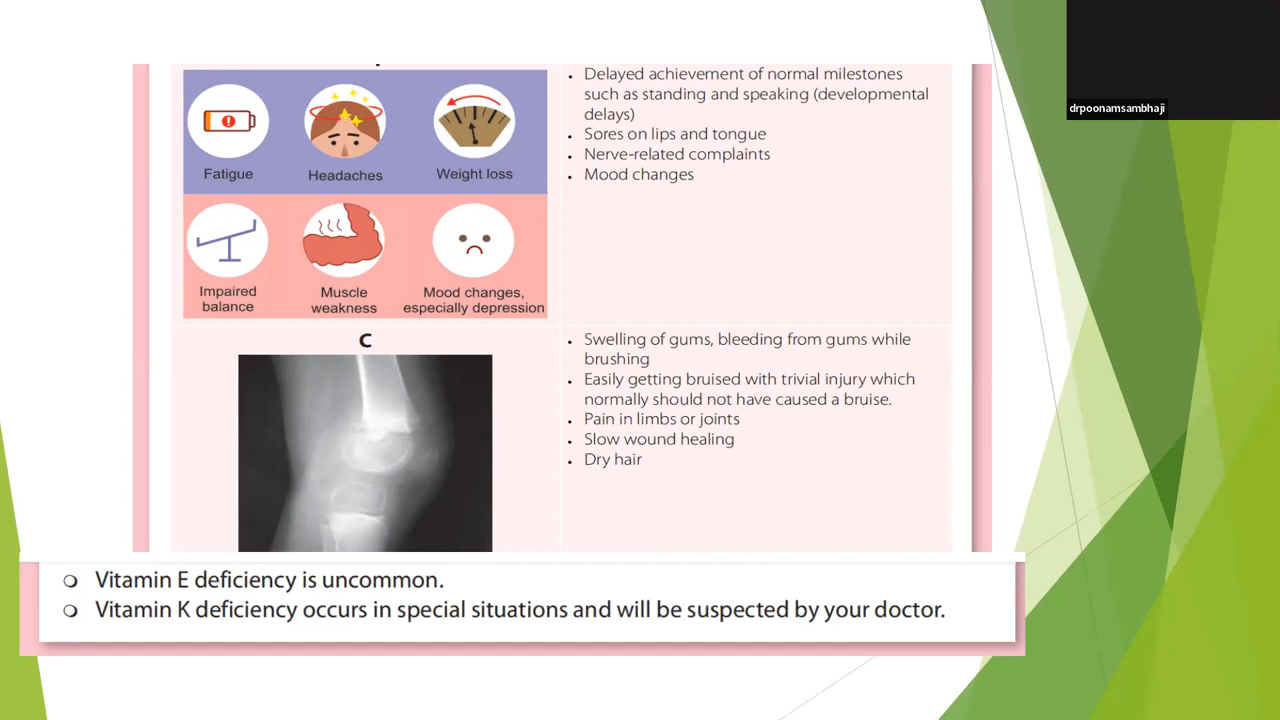 drpoonamsambhaji
Fatigue
Headaches
Weight loss
Impaired
balance
Muscle
weakness
Mood changes,
especially depression
• Delayed achievement of normal milestones
such as standing and speaking (developmental
delays)
• Sores on lips and tongue
• Nerve-related complaints
• Mood changes
C
• Swelling of gums, bleeding from gums while
brushing
• Easily getting bruised with trivial injury which
normally should not have caused a bruise.
• Pain in limbs or joints
• Slow wound healing
• Dry hair
○ Vitamin E deficiency is uncommon.
○ Vitamin K deficiency occurs in special situations and will be suspected by your doctor.